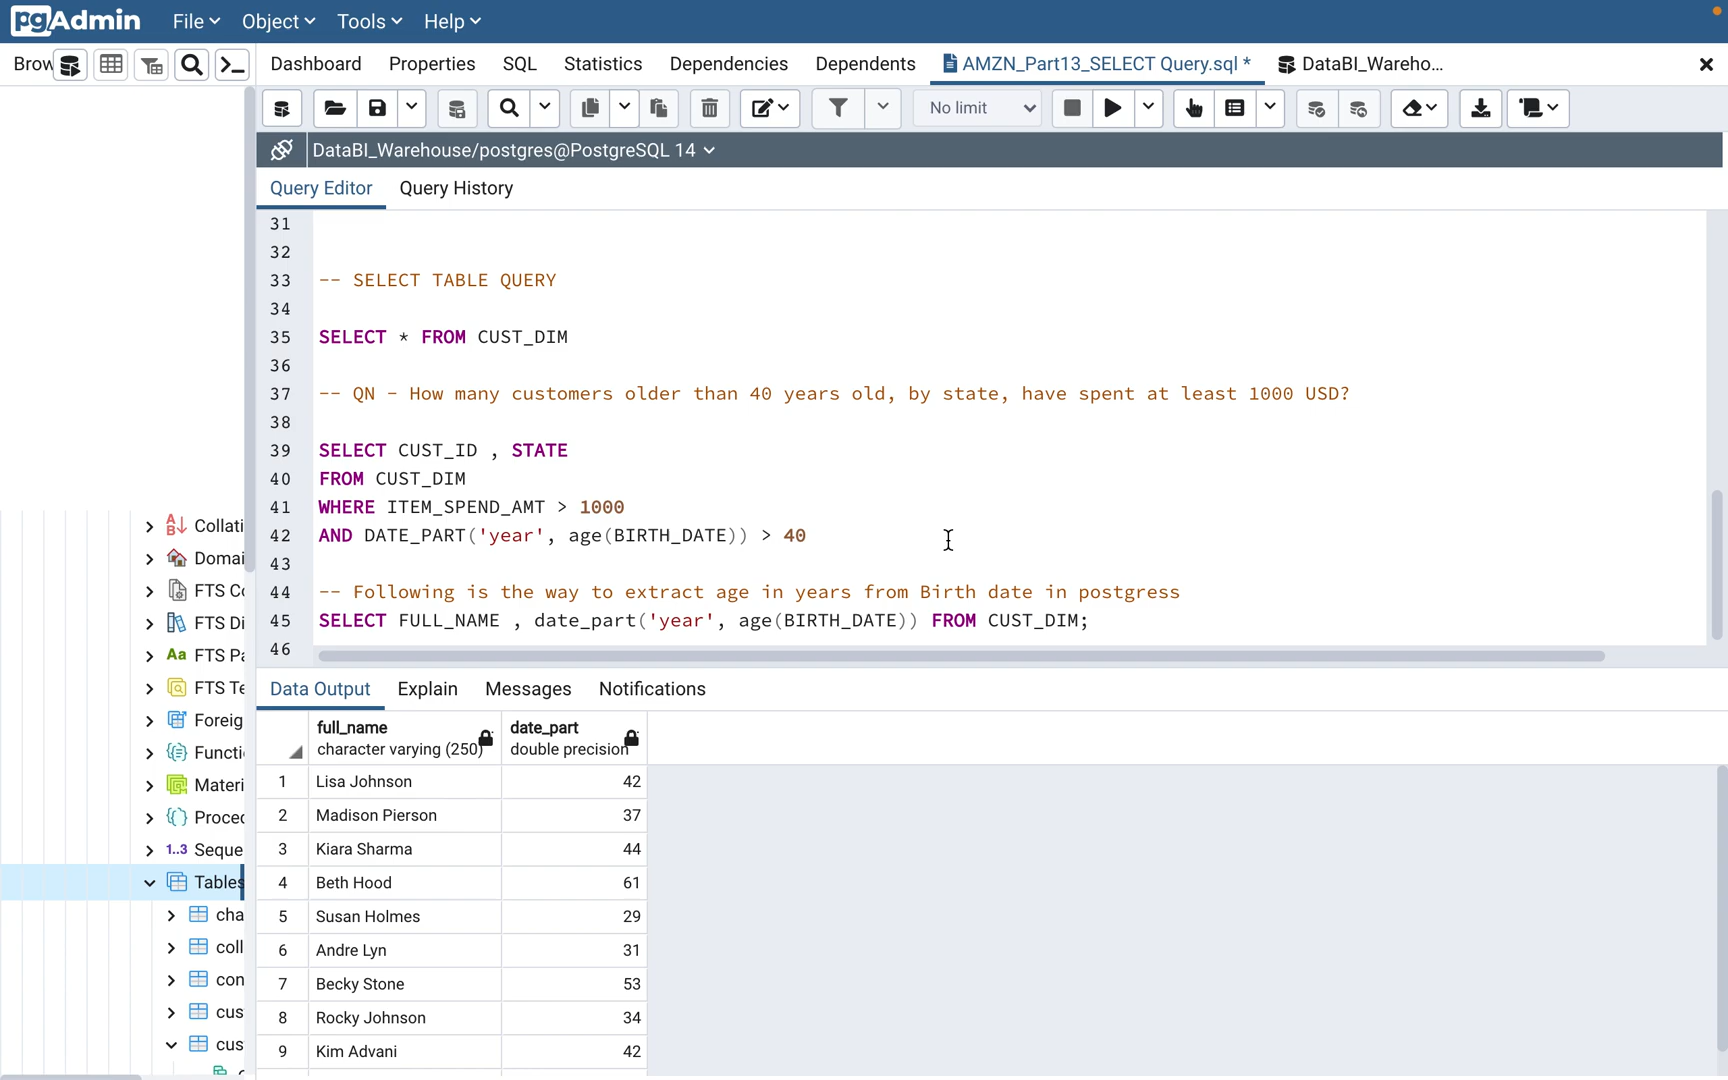 pgAdmin File Object Tools Help
Brow Dashboard Properties SQL Statistics Dependencies Dependents AMZN_Part13_SELECT Query.sql * DataBI_Wareho...
No limit
DataBI_Warehouse/postgres@PostgreSQL 14
Query Editor Query History
31
32
33 -- SELECT TABLE QUERY
34
35 SELECT * FROM CUST_DIM
36
37 -- QN - How many customers older than 40 years old, by state, have spent at least 1000 USD?
38
39 SELECT CUST_ID , STATE
40 FROM CUST_DIM
41 WHERE ITEM_SPEND_AMT > 1000
42 AND DATE_PART('year', age(BIRTH_DATE)) > 40
43
44 -- Following is the way to extract age in years from Birth date in postgress
45 SELECT FULL_NAME , date_part('year', age(BIRTH_DATE)) FROM CUST_DIM;
46
Collati
Domai
FTS Co
FTS Di
Aa FTS Pa
FTS Te
Foreig
Functi
Materi
Proced
1..3 Seque
Tables
cha
coll
con
cus
cus
Data Output Explain Messages Notifications
full_name date_part
character varying (250) double precision
1 Lisa Johnson 42
2 Madison Pierson 37
3 Kiara Sharma 44
4 Beth Hood 61
5 Susan Holmes 29
6 Andre Lyn 31
7 Becky Stone 53
8 Rocky Johnson 34
9 Kim Advani 42